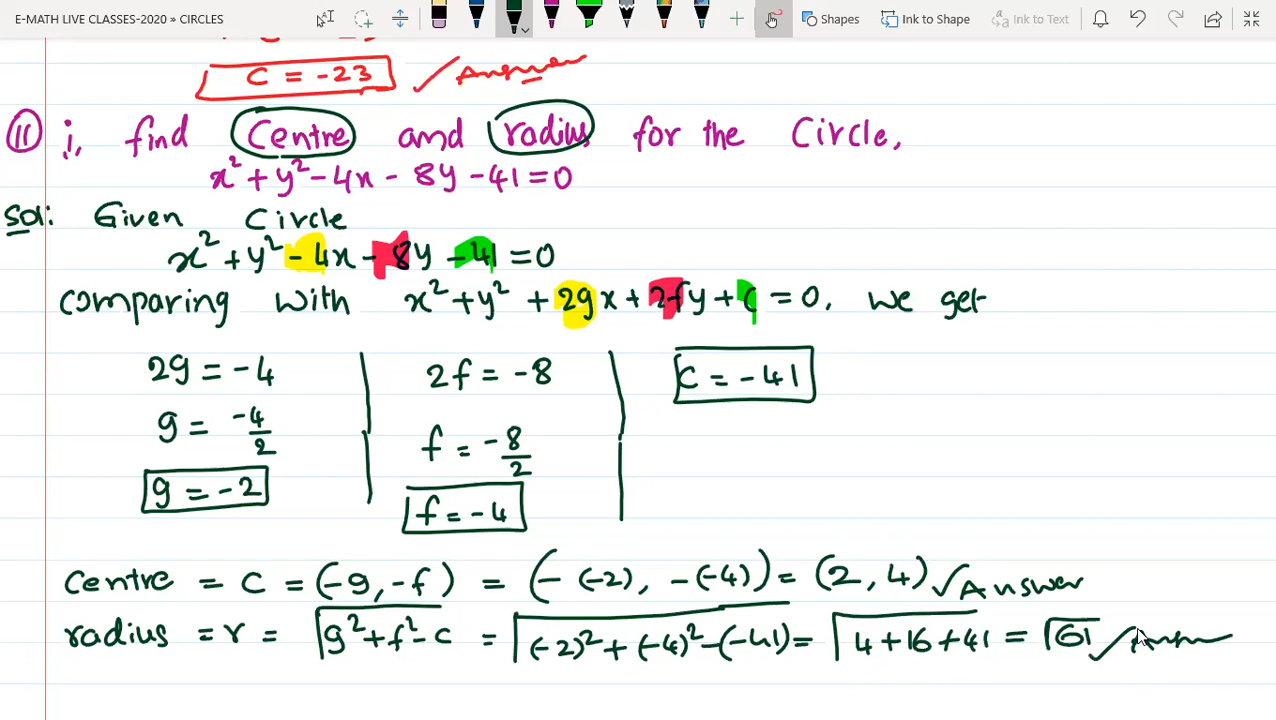 E-MATH LIVE CLASSES-2020 » CIRCLES
Shapes
Ink to Shape
Ink to Text
C = -23 √Answer
11 i, find Centre and radius for the Circle,
x² + y² - 4x - 8y - 41 = 0
Sol: Given Circle
x² + y² - 4x - 8y - 41 = 0
comparing with x² + y² + 2gx + 2fy + c = 0, we get
2g = -4
g = -4/2
g = -2
2f = -8
f = -8/2
f = -4
C = -41
Centre = C = (-g, -f) = (-(-2), -(-4)) = (2, 4) √Answer
radius = r = √g² + f² - c = √(-2)² + (-4)² - (-41) = √4 + 16 + 41 = √61